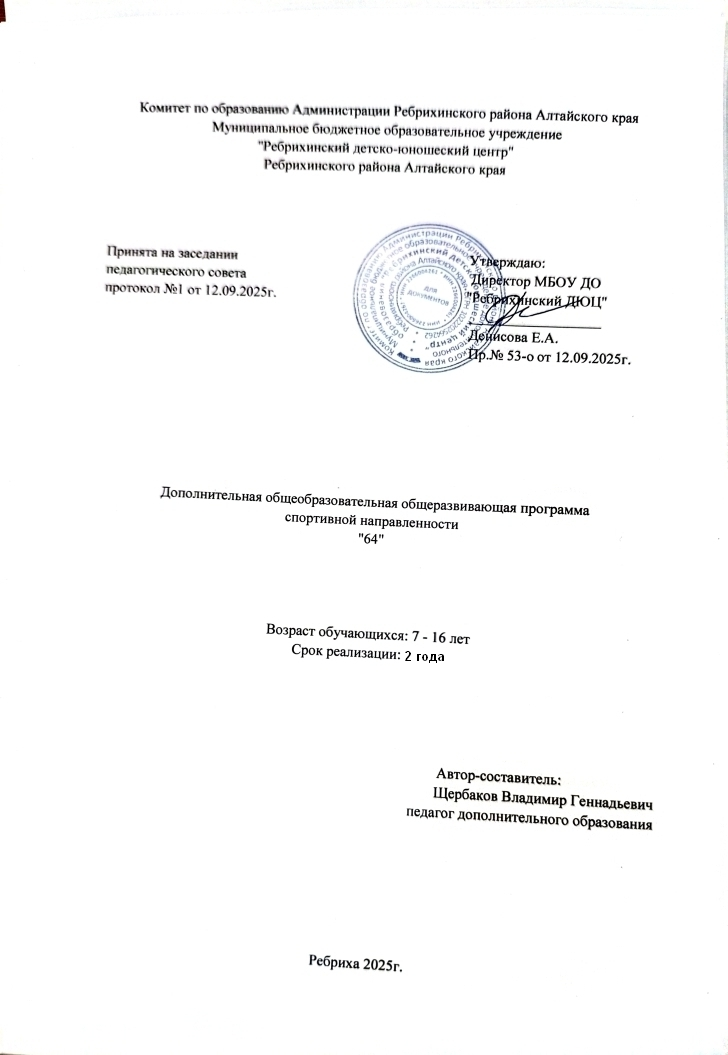 Комитет по образованию Администрации Ребрихинского района Алтайского края
Муниципальное бюджетное образовательное учреждение
"Ребрихинский детско-юношеский центр"
Ребрихинского района Алтайского края
Принята на заседании
педагогического совета
протокол №1 от 12.09.2025г.
Утверждаю:
Директор МБОУ ДО
"Ребрихинский ДЮЦ"
Денисова Е.А.
Пр.№ 53-о от 12.09.2025г.
для
документов
Дополнительная общеобразовательная общеразвивающая программа
спортивной направленности
"64"
Возраст обучающихся: 7 - 16 лет
Срок реализации: 2 года
Автор-составитель:
Щербаков Владимир Геннадьевич
педагог дополнительного образования
Ребриха 2025г.